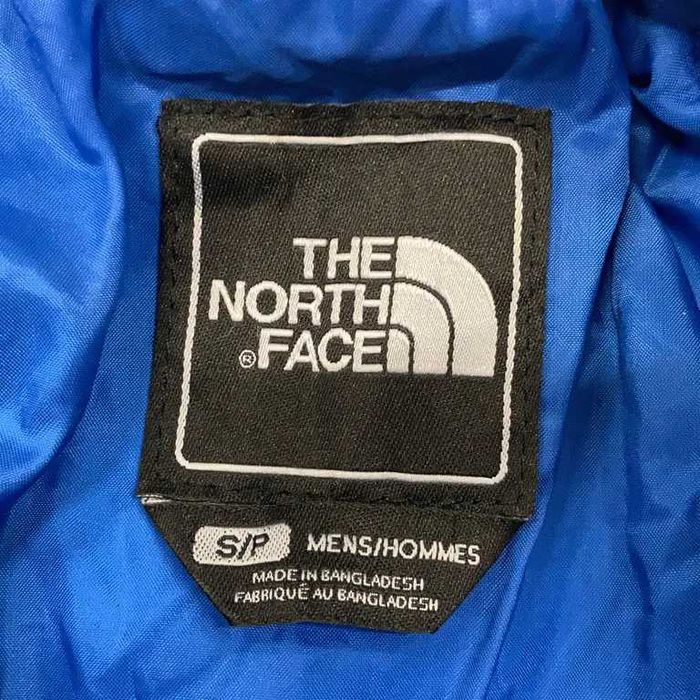 THE
NORTH
® FACE
S/P MENS/HOMMES
MADE IN BANGLADESH
FABRIQUÉ AU BANGLADESH